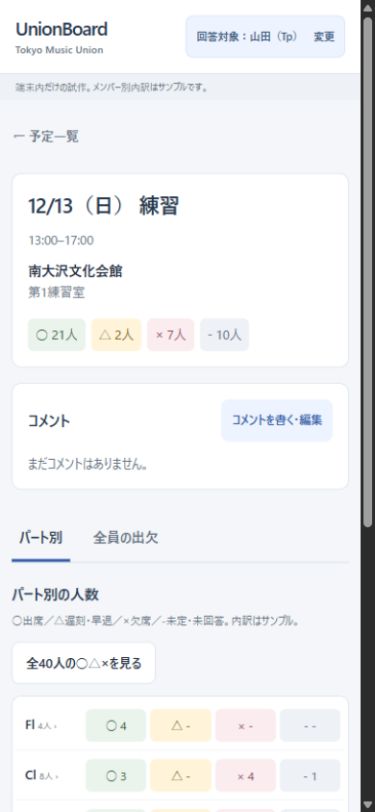 UnionBoard
Tokyo Music Union
回答対象：山田（Tp） 変更
端末内だけの試作。メンバー別内訳はサンプルです。
← 予定一覧
12/13（日） 練習
13:00–17:00
南大沢文化会館
第1練習室
○ 21人 △ 2人 × 7人 - 10人
コメント
コメントを書く・編集
まだコメントはありません。
パート別 全員の出欠
パート別の人数
○出席／△遅刻・早退／×欠席／-未定・未回答。内訳はサンプル。
全40人の○△×を見る
Fl 4人 › ○ 4 △ - × - - -
Cl 8人 › ○ 3 △ - × 4 - 1